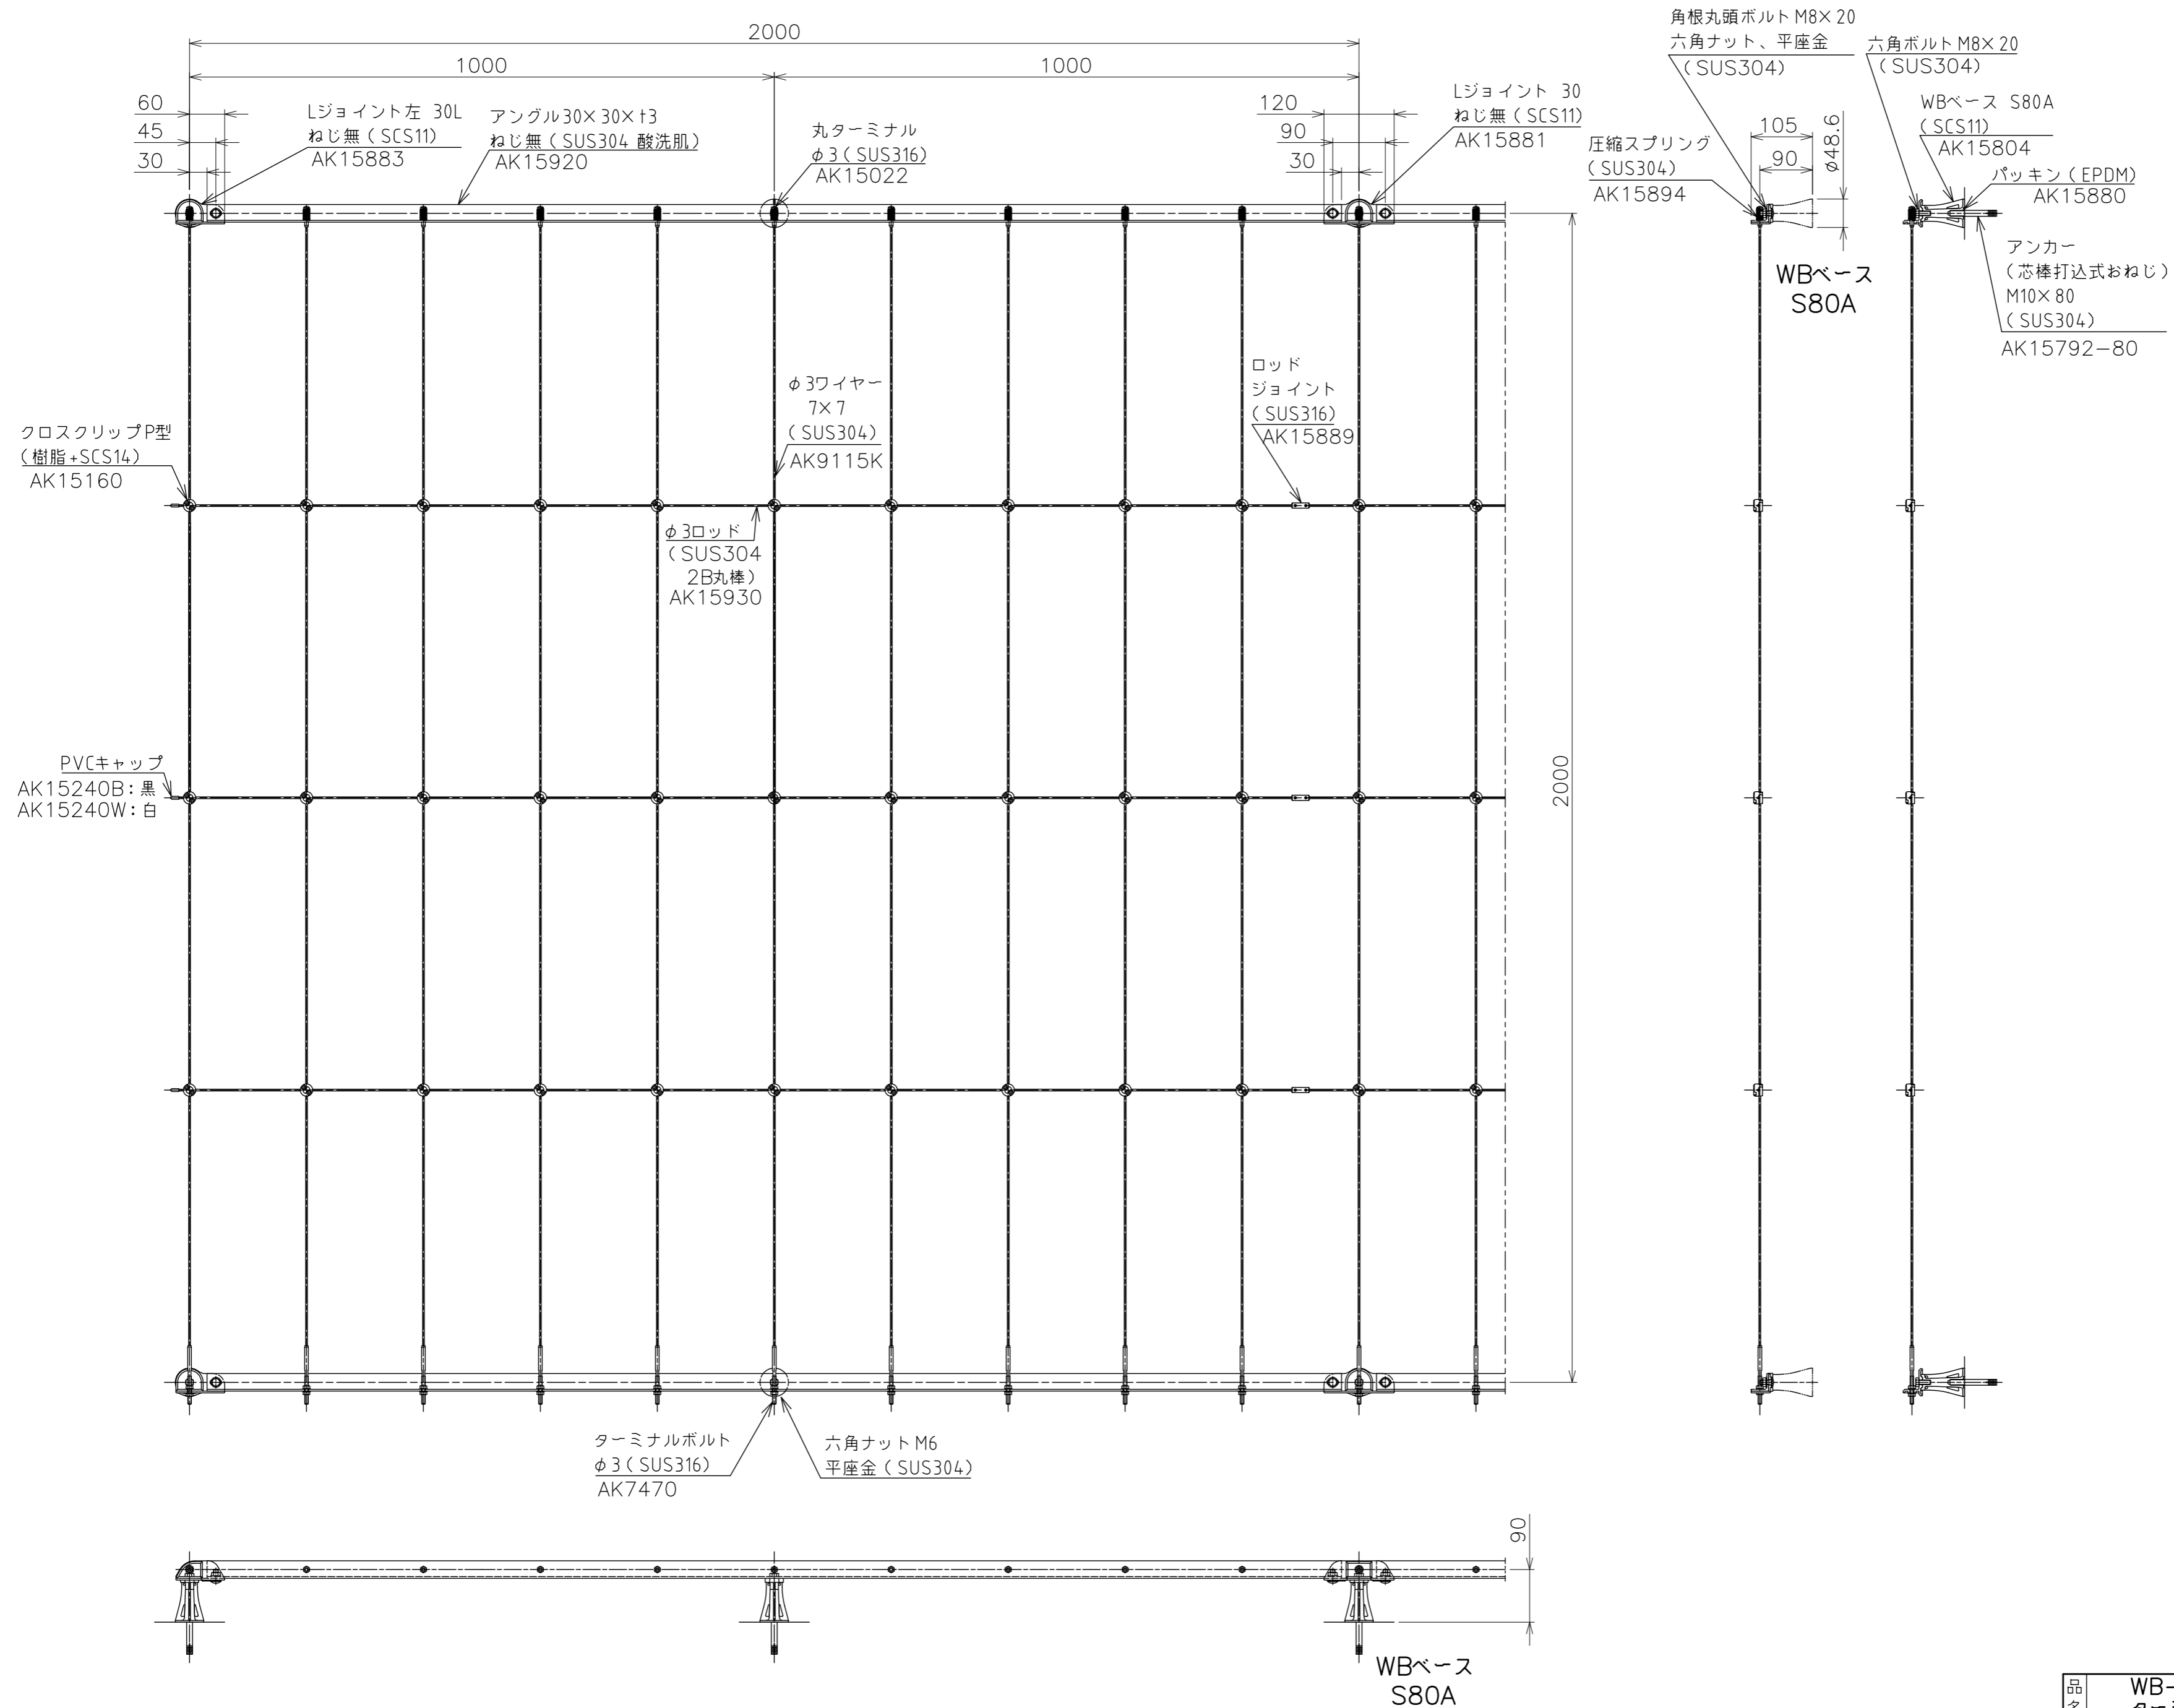 2000
1000
1000
60
45
30
Lジョイント左 30L
ねじ無(SCS11)
AK15883
アングル30×30×t3
ねじ無(SUS304 酸洗肌)
AK15920
丸ターミナル
φ3(SUS316)
AK15022
120
90
30
Lジョイント 30
ねじ無(SCS11)
AK15881
角根丸頭ボルトM8×20
六角ナット、平座金
(SUS304)
六角ボルトM8×20
(SUS304)
圧縮スプリング
(SUS304)
AK15894
105
90
φ48.6
WBベース S80A
(SCS11)
AK15804
パッキン(EPDM)
AK15880
WBベース
S80A
アンカー
(芯棒打込式おねじ)
M10×80
(SUS304)
AK15792-80
φ3ワイヤー
7×7
(SUS304)
AK9115K
ロッド
ジョイント
(SUS316)
AK15889
クロスクリップP型
(樹脂+SCS14)
AK15160
φ3ロッド
(SUS304
2B丸棒)
AK15930
PVCキャップ
AK15240B:黒
AK15240W:白
2000
ターミナルボルト
φ3(SUS316)
AK7470
六角ナットM6
平座金(SUS304)
90
WBベース
S80A
品
WB-